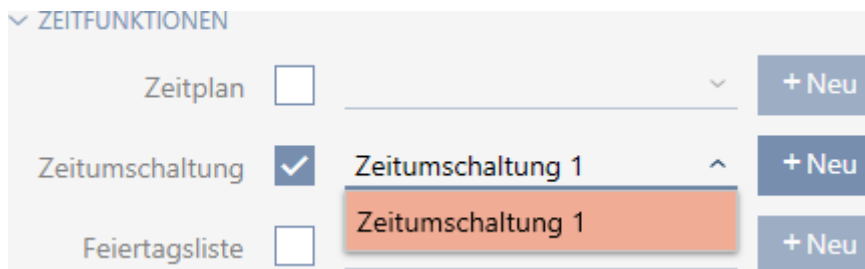 ZEITFUNKTIONEN
Zeitplan + Neu
Zeitumschaltung Zeitumschaltung 1 + Neu
Zeitumschaltung 1
Feiertagsliste + Neu